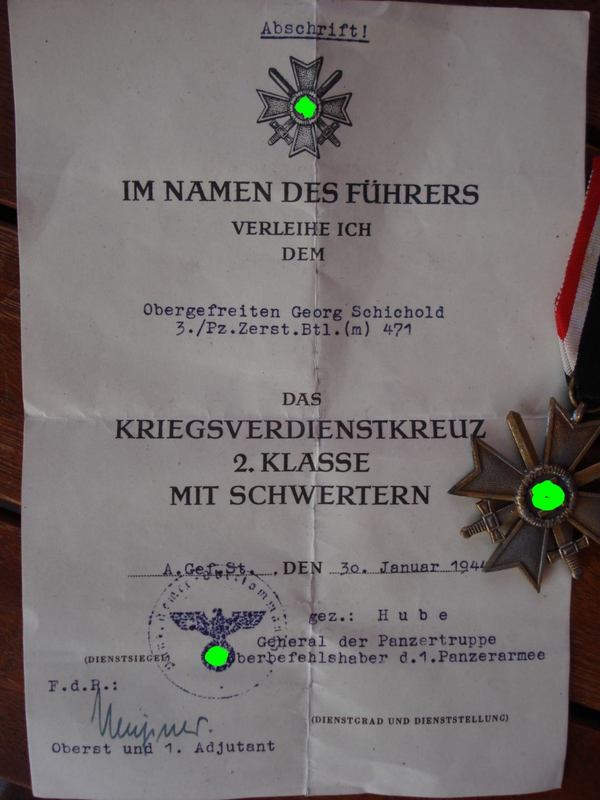 Abschrift!
IM NAMEN DES FÜHRERS
VERLEIHE ICH
DEM
Obergefreiten Georg Schichold
3./Pz.Zerst.Btl.(m) 471
DAS
KRIEGSVERDIENSTKREUZ
2. KLASSE
MIT SCHWERTERN
A.Gef.St. , DEN 30. Januar 1944
gez.: H u b e
General der Panzertruppe
(DIENSTSIEGEL) Oberbefehlshaber d.1.Panzerarmee
F.d.R.:
(DIENSTGRAD UND DIENSTSTELLUNG)
Oberst und 1. Adjutant